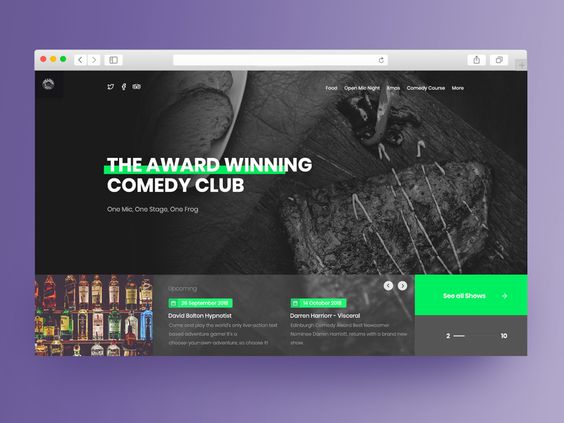 Food Open Mic Night Xmas Comedy Course More
THE AWARD WINNING
COMEDY CLUB
One Mic, One Stage, One Frog
Upcoming
26 September 2018
David Bolton Hypnotist
Come and play the world's only live-action text
based adventure game! It's a
choose-your-own-adventure, so choose it!
14 October 2018
Darren Harriorr - Visceral
Edinburgh Comedy Award Best Newcomer
Nominee Darren Harriott, returns with a brand new
show.
See all Shows
2
10